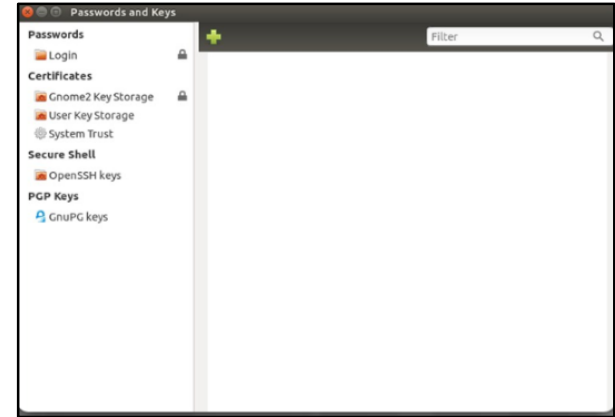 Passwords and Keys
Passwords
Filter
Login
Certificates
Gnome2 Key Storage
User Key Storage
System Trust
Secure Shell
OpenSSH keys
PGP Keys
GnuPG keys